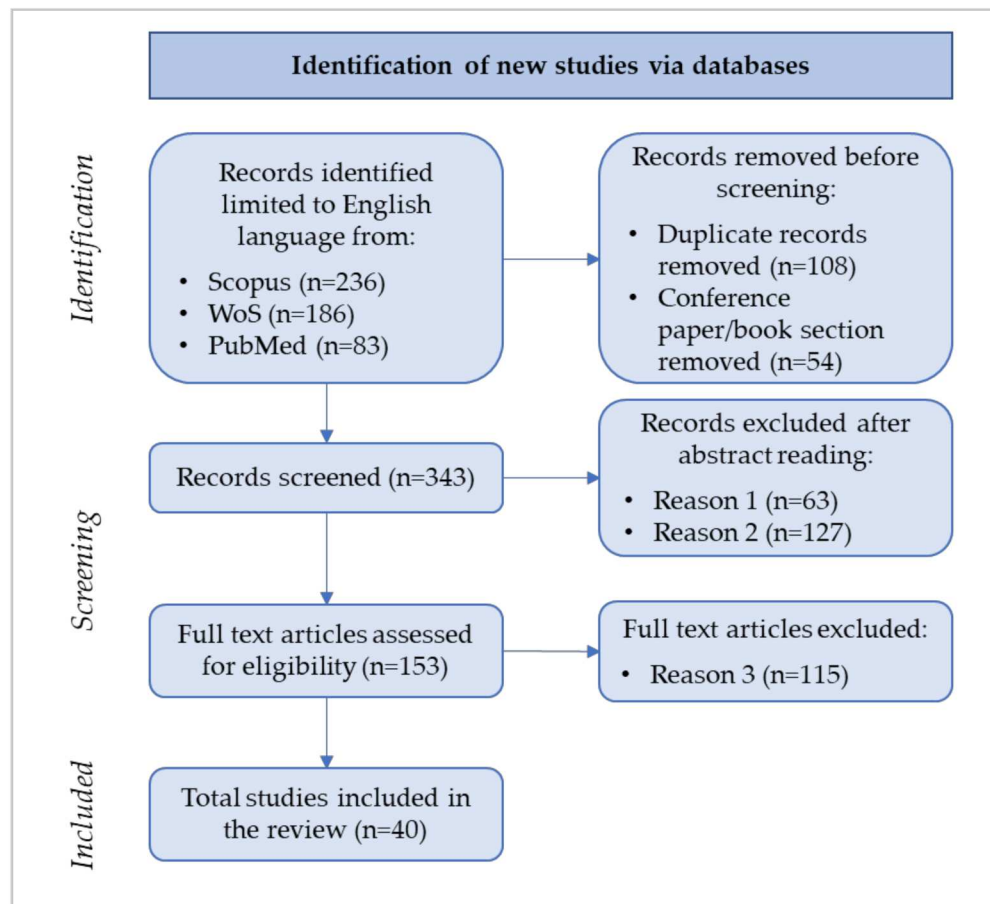 Identification of new studies via databases
Identification
Records identified
limited to English
language from:
• Scopus (n=236)
• WoS (n=186)
• PubMed (n=83)
Records removed before
screening:
• Duplicate records
removed (n=108)
• Conference
paper/book section
removed (n=54)
Screening
Records screened (n=343)
Records excluded after
abstract reading:
• Reason 1 (n=63)
• Reason 2 (n=127)
Full text articles assessed
for eligibility (n=153)
Full text articles excluded:
• Reason 3 (n=115)
Included
Total studies included in
the review (n=40)